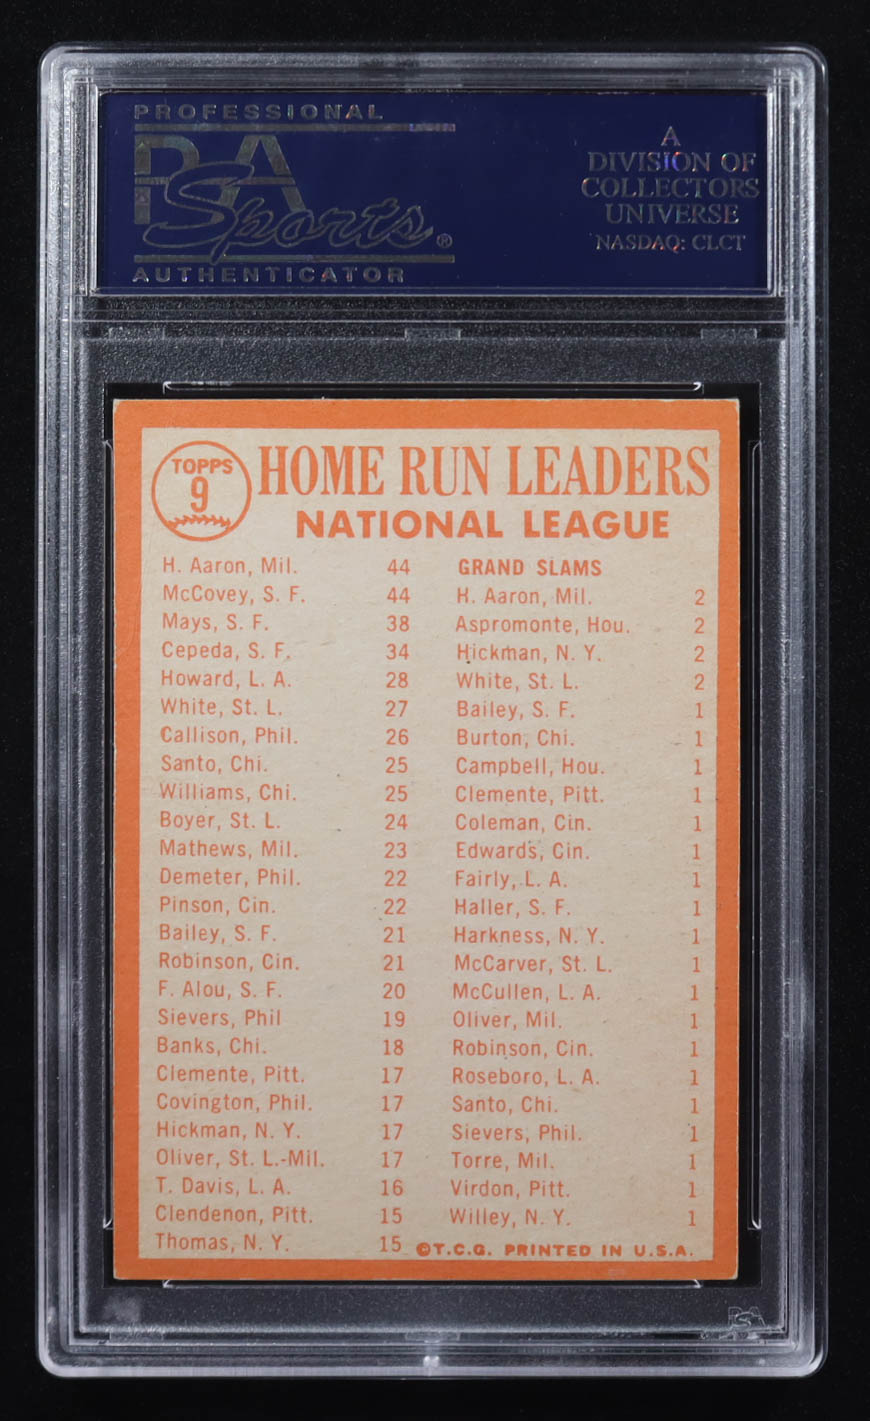 PROFESSIONAL
PSA
Sports®
AUTHENTICATOR
A
DIVISION OF
COLLECTORS
UNIVERSE
NASDAQ: CLCT
TOPPS
9
HOME RUN LEADERS
NATIONAL LEAGUE
H. Aaron, Mil. 44
McCovey, S. F. 44
Mays, S. F. 38
Cepeda, S. F. 34
Howard, L. A. 28
White, St. L. 27
Callison, Phil. 26
Santo, Chi. 25
Williams, Chi. 25
Boyer, St. L. 24
Mathews, Mil. 23
Demeter, Phil. 22
Pinson, Cin. 22
Bailey, S. F. 21
Robinson, Cin. 21
F. Alou, S. F. 20
Sievers, Phil 19
Banks, Chi. 18
Clemente, Pitt. 17
Covington, Phil. 17
Hickman, N. Y. 17
Oliver, St. L.-Mil. 17
T. Davis, L. A. 16
Clendenon, Pitt. 15
Thomas, N. Y. 15
GRAND SLAMS
H. Aaron, Mil. 2
Aspromonte, Hou. 2
Hickman, N. Y. 2
White, St. L. 2
Bailey, S. F. 1
Burton, Chi. 1
Campbell, Hou. 1
Clemente, Pitt. 1
Coleman, Cin. 1
Edwards, Cin. 1
Fairly, L. A. 1
Haller, S. F. 1
Harkness, N. Y. 1
McCarver, St. L. 1
McCullen, L. A. 1
Oliver, Mil. 1
Robinson, Cin. 1
Roseboro, L. A. 1
Santo, Chi. 1
Sievers, Phil. 1
Torre, Mil. 1
Virdon, Pitt. 1
Willey, N. Y. 1
©T.C.G. PRINTED IN U.S.A.
PSA